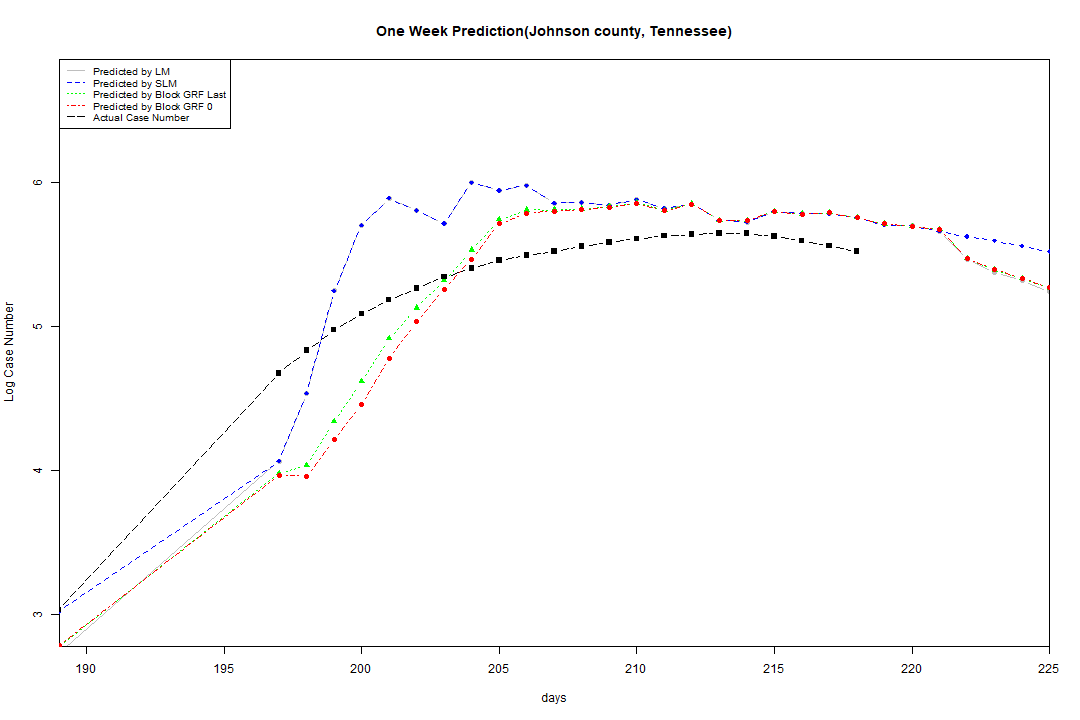 One Week Prediction(Johnson county, Tennessee)
Predicted by LM
Predicted by SLM
Predicted by Block GRF Last
Predicted by Block GRF 0
Actual Case Number
Log Case Number
6
5
4
3
190 195 200 205 210 215 220 225
days